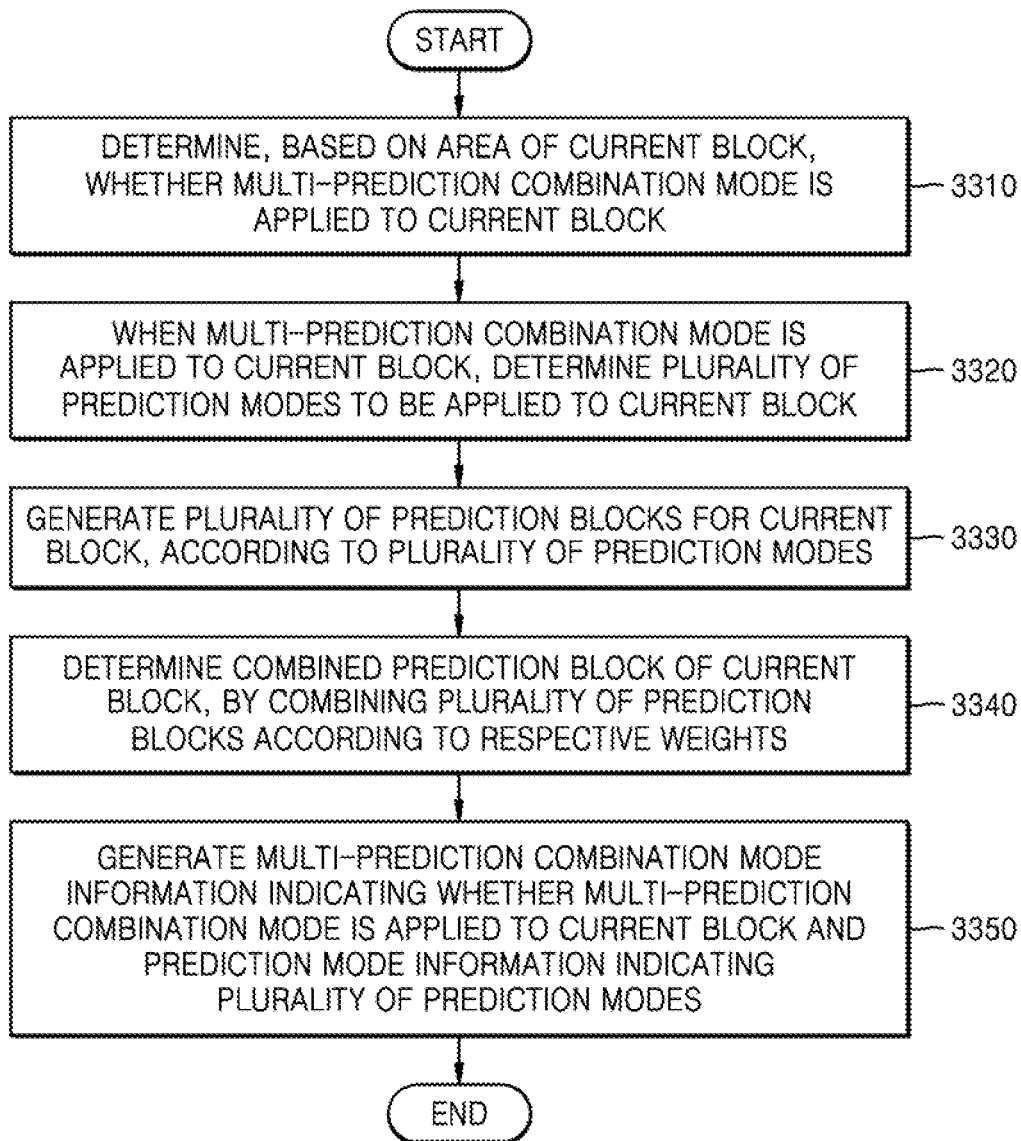 START
DETERMINE, BASED ON AREA OF CURRENT BLOCK,
WHETHER MULTI-PREDICTION COMBINATION MODE IS
APPLIED TO CURRENT BLOCK
3310
WHEN MULTI-PREDICTION COMBINATION MODE IS
APPLIED TO CURRENT BLOCK, DETERMINE PLURALITY OF
PREDICTION MODES TO BE APPLIED TO CURRENT BLOCK
3320
GENERATE PLURALITY OF PREDICTION BLOCKS FOR CURRENT
BLOCK, ACCORDING TO PLURALITY OF PREDICTION MODES
3330
DETERMINE COMBINED PREDICTION BLOCK OF CURRENT
BLOCK, BY COMBINING PLURALITY OF PREDICTION
BLOCKS ACCORDING TO RESPECTIVE WEIGHTS
3340
GENERATE MULTI-PREDICTION COMBINATION MODE
INFORMATION INDICATING WHETHER MULTI-PREDICTION
COMBINATION MODE IS APPLIED TO CURRENT BLOCK AND
PREDICTION MODE INFORMATION INDICATING
PLURALITY OF PREDICTION MODES
3350
END